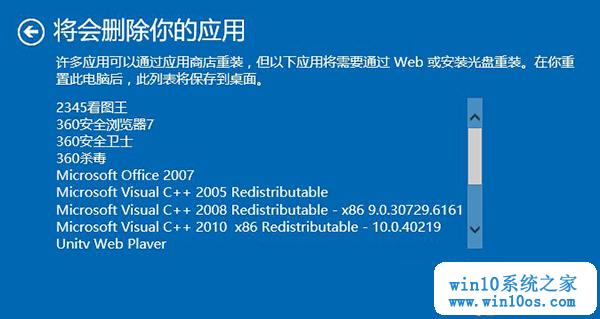 将会删除你的应用
许多应用可以通过应用商店重装，但以下应用将需要通过 Web 或安装光盘重装。在你重
置此电脑后，此列表将保存到桌面。
2345看图王
360安全浏览器7
360安全卫士
360杀毒
Microsoft Office 2007
Microsoft Visual C++ 2005 Redistributable
Microsoft Visual C++ 2008 Redistributable - x86 9.0.30729.6161
Microsoft Visual C++ 2010  x86 Redistributable - 10.0.40219
Unity Web Player
win10系统之家
www.win10os.com